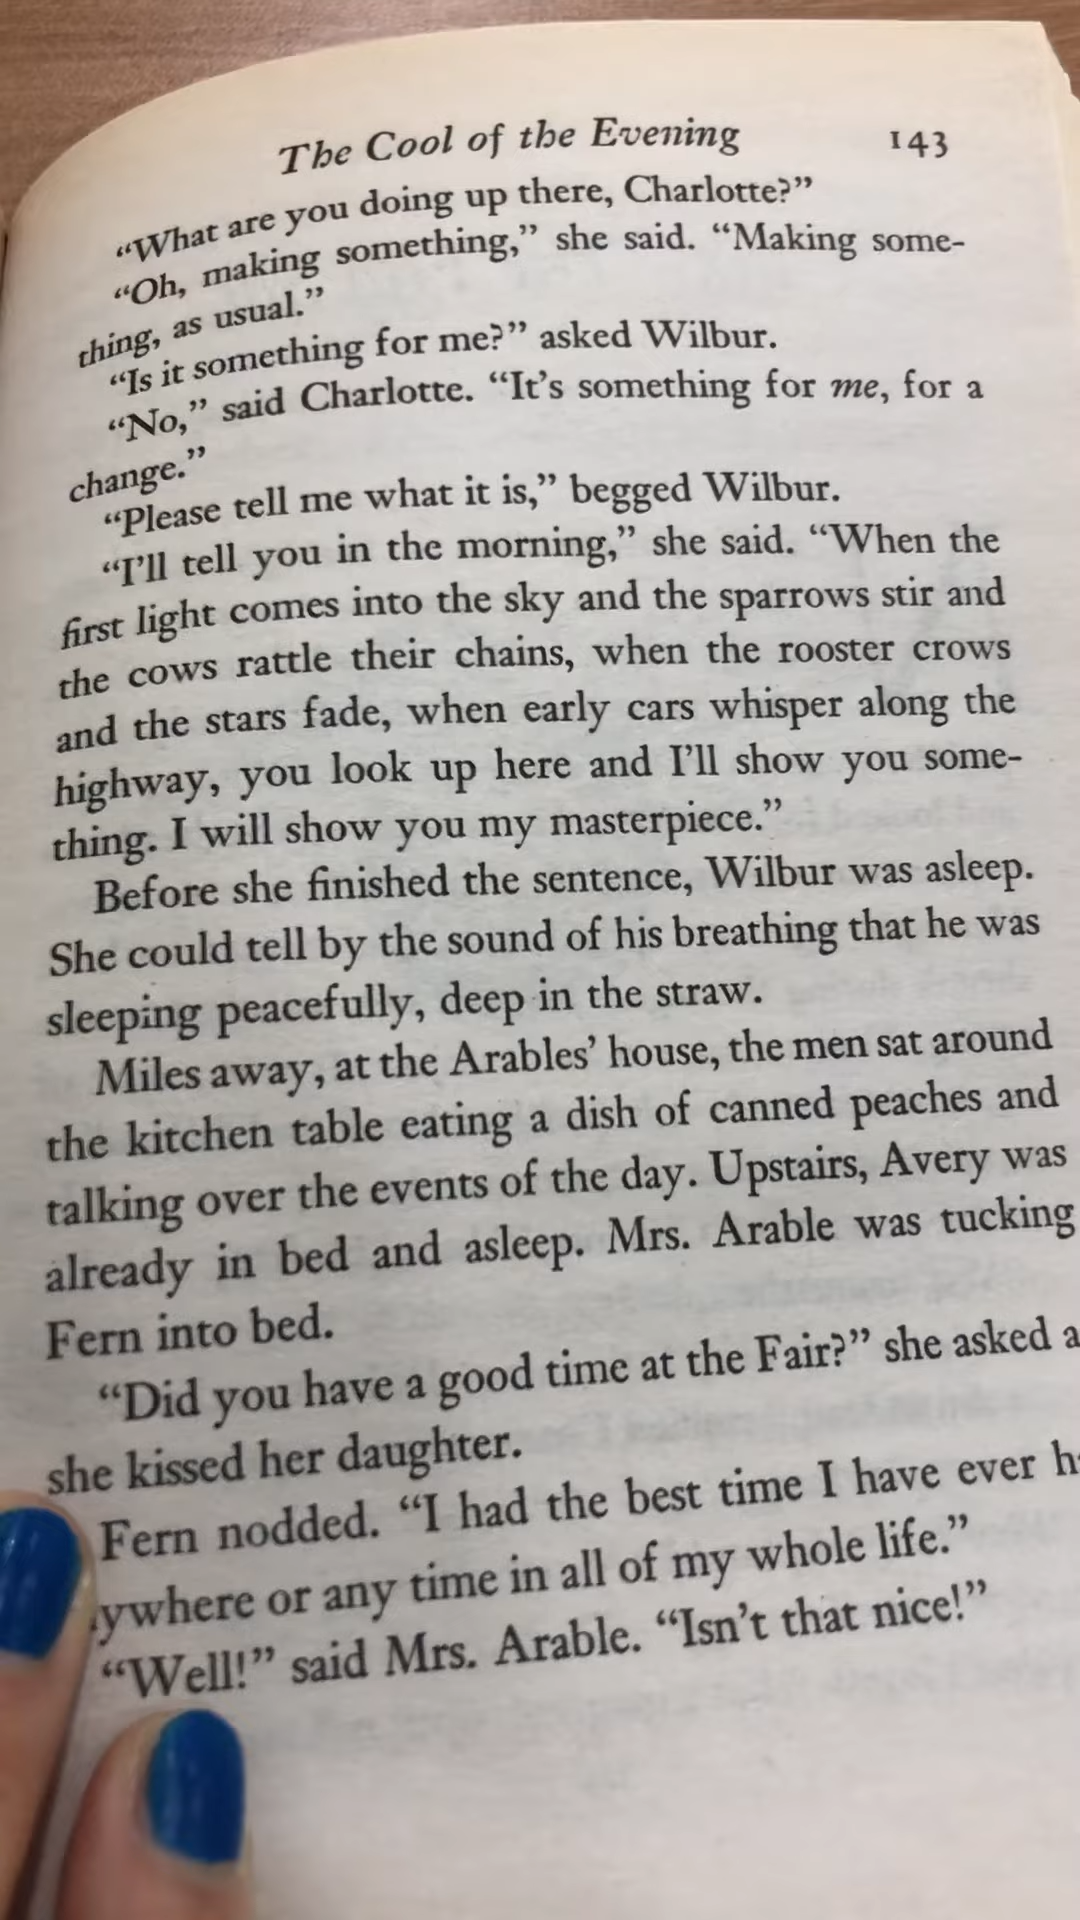 The Cool of the Evening 143
“What are you doing up there, Charlotte?”
“Oh, making something,” she said. “Making some-
thing, as usual.”
“Is it something for me?” asked Wilbur.
“No,” said Charlotte. “It’s something for me, for a
change.”
“Please tell me what it is,” begged Wilbur.
“I’ll tell you in the morning,” she said. “When the
first light comes into the sky and the sparrows stir and
the cows rattle their chains, when the rooster crows
and the stars fade, when early cars whisper along the
highway, you look up here and I’ll show you some-
thing. I will show you my masterpiece.”
Before she finished the sentence, Wilbur was asleep.
She could tell by the sound of his breathing that he was
sleeping peacefully, deep in the straw.
Miles away, at the Arables’ house, the men sat around
the kitchen table eating a dish of canned peaches and
talking over the events of the day. Upstairs, Avery was
already in bed and asleep. Mrs. Arable was tucking
Fern into bed.
“Did you have a good time at the Fair?” she asked a
she kissed her daughter.
Fern nodded. “I had the best time I have ever h
ywhere or any time in all of my whole life.”
“Well!” said Mrs. Arable. “Isn’t that nice!”